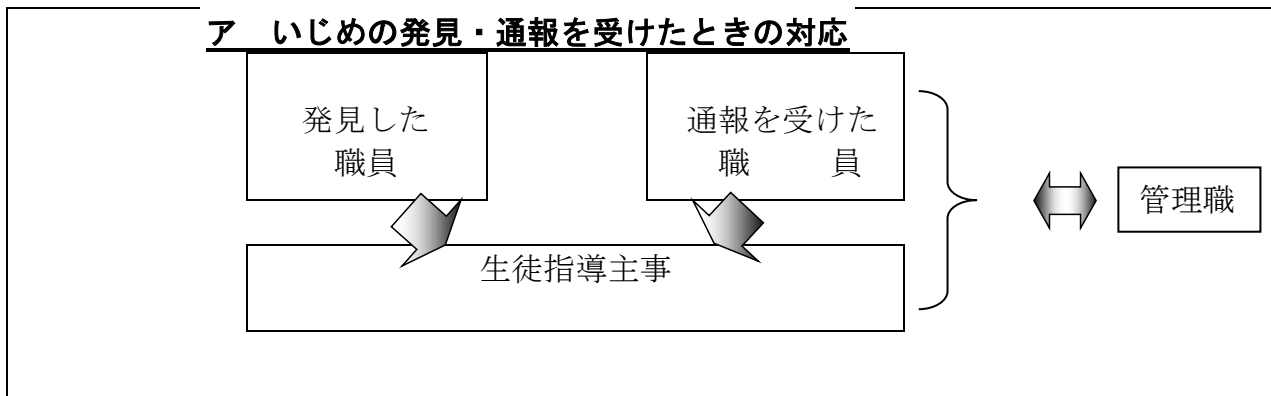 ア　いじめの発見・通報を受けたときの対応
発見した
職員
通報を受けた
職　　員
管理職
生徒指導主事